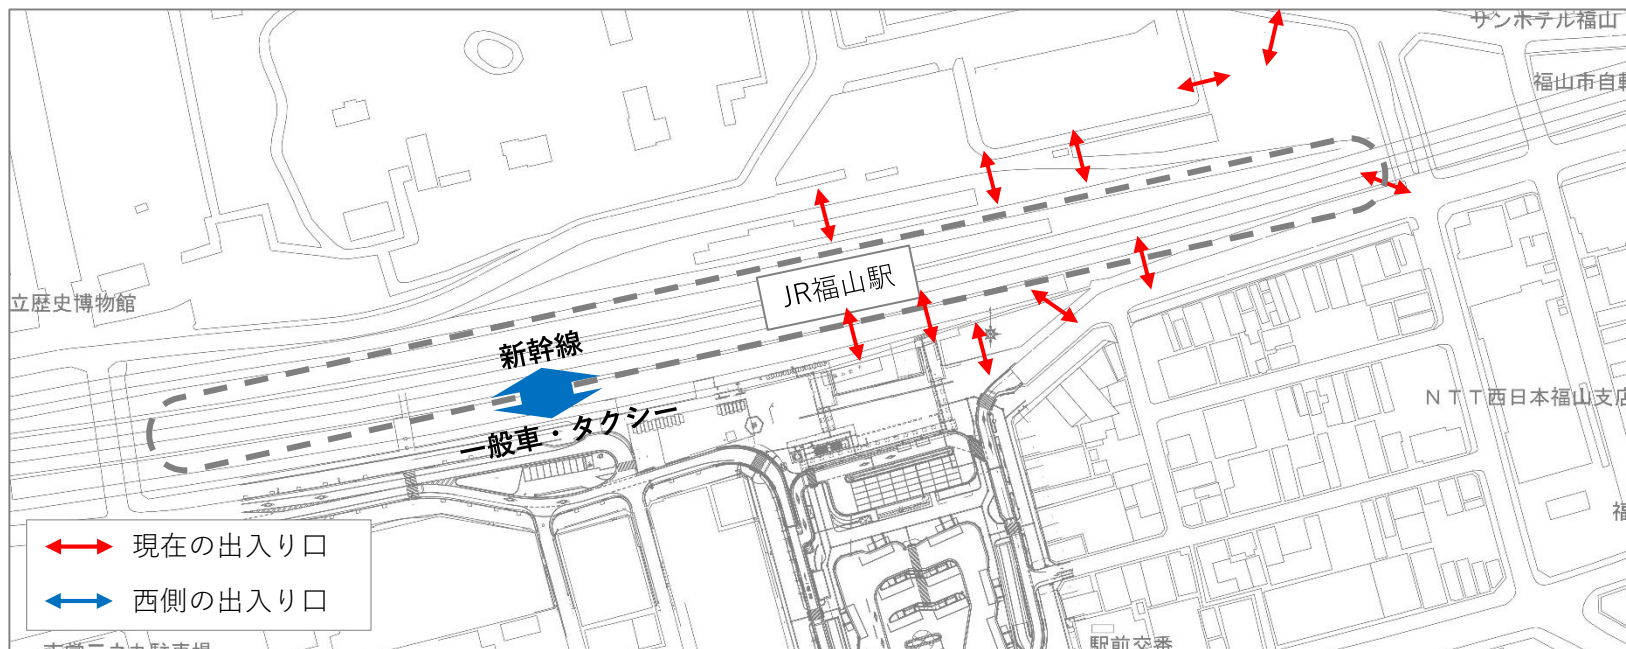 サンホテル福山
福山市自転
JR福山駅
立歴史博物館
新幹線
一般車・タクシー
NTT西日本福山支店
現在の出入り口
西側の出入り口
福
駅前交番